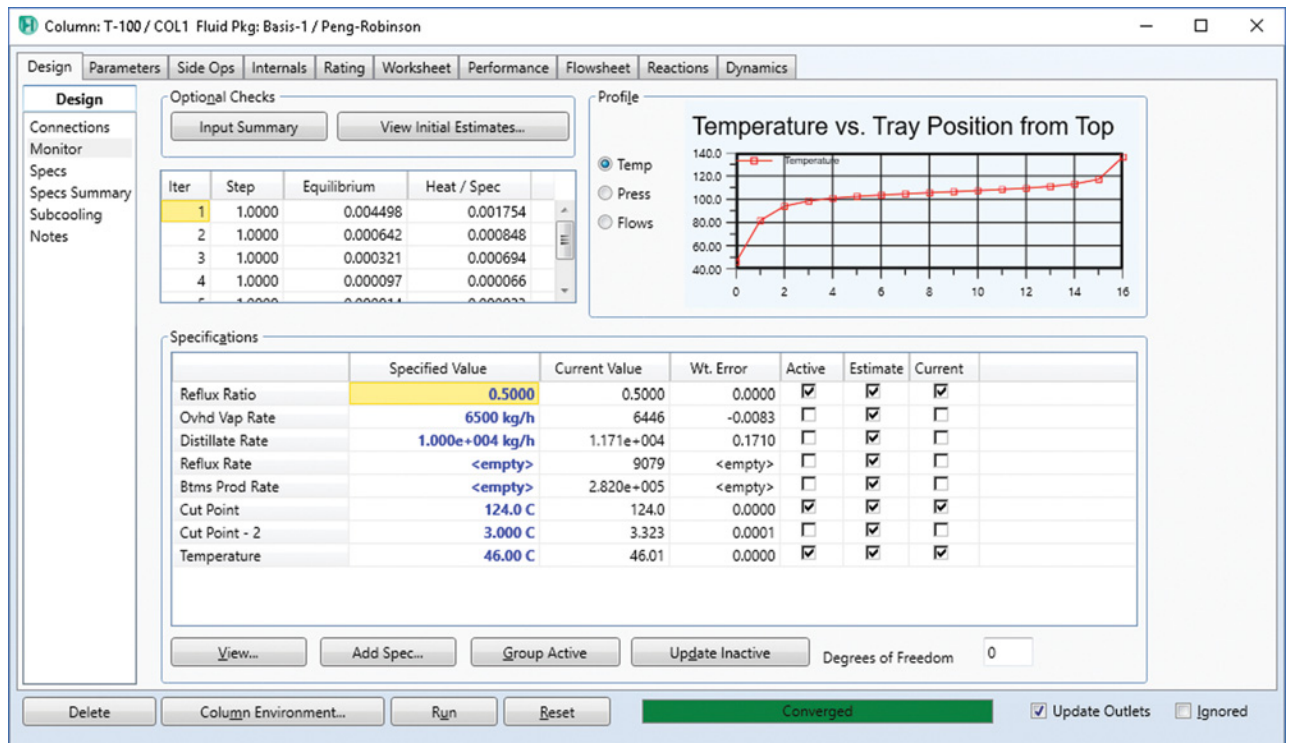 Column: T-100 / COL1 Fluid Pkg: Basis-1 / Peng-Robinson
Design Parameters Side Ops Internals Rating Worksheet Performance Flowsheet Reactions Dynamics
Design
Connections
Monitor
Specs
Specs Summary
Subcooling
Notes
Optional Checks
Input Summary View Initial Estimates...
Iter Step Equilibrium Heat / Spec
1 1.0000 0.004498 0.001754
2 1.0000 0.000642 0.000848
3 1.0000 0.000321 0.000694
4 1.0000 0.000097 0.000066
Profile
Temp
Press
Flows
Temperature vs. Tray Position from Top
Temperature
140.0
120.0
100.0
80.00
60.00
40.00
0 2 4 6 8 10 12 14 16
Specifications
Specified Value Current Value Wt. Error Active Estimate Current
Reflux Ratio 0.5000 0.5000 0.0000
Ovhd Vap Rate 6500 kg/h 6446 -0.0083
Distillate Rate 1.000e+004 kg/h 1.171e+004 0.1710
Reflux Rate <empty> 9079 <empty>
Btms Prod Rate <empty> 2.820e+005 <empty>
Cut Point 124.0 C 124.0 0.0000
Cut Point - 2 3.000 C 3.323 0.0001
Temperature 46.00 C 46.01 0.0000
View... Add Spec... Group Active Update Inactive Degrees of Freedom 0
Delete Column Environment... Run Reset Converged Update Outlets Ignored